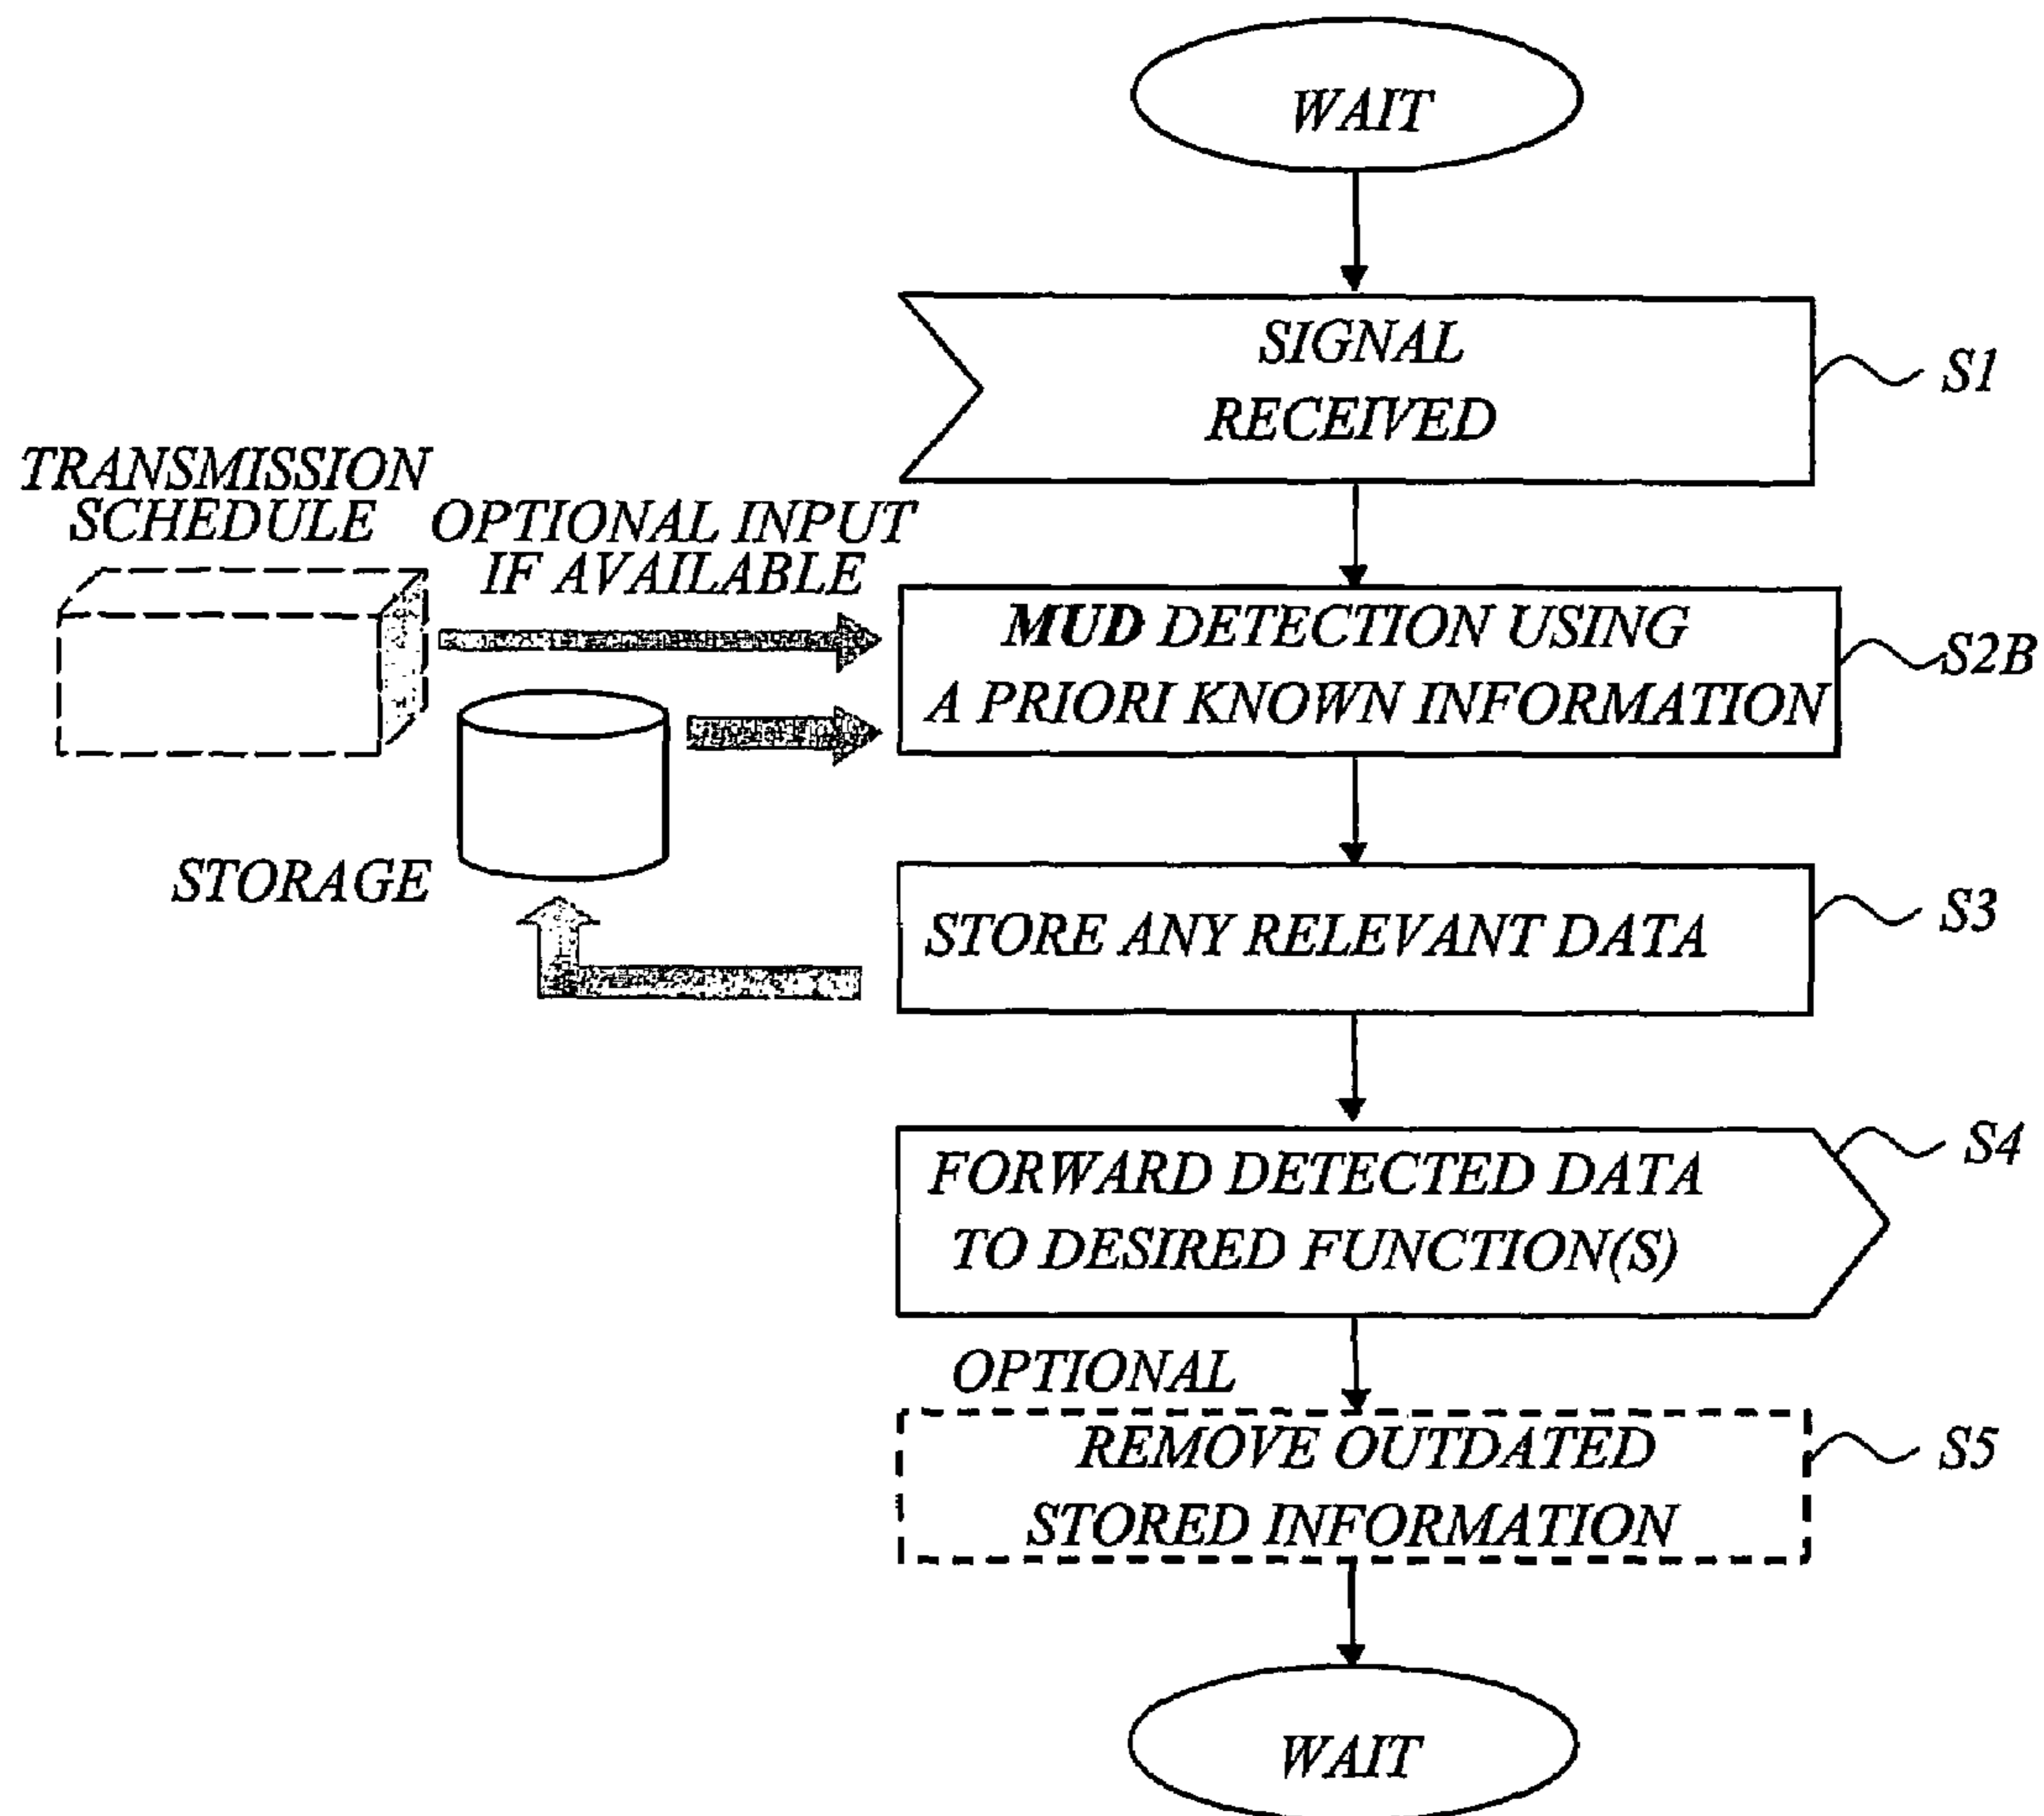 WAIT
SIGNAL
RECEIVED
S1
TRANSMISSION
SCHEDULE
OPTIONAL INPUT
IF AVAILABLE
MUD DETECTION USING
A PRIORI KNOWN INFORMATION
S2B
STORAGE
STORE ANY RELEVANT DATA
S3
FORWARD DETECTED DATA
TO DESIRED FUNCTION(S)
S4
OPTIONAL
REMOVE OUTDATED
STORED INFORMATION
S5
WAIT